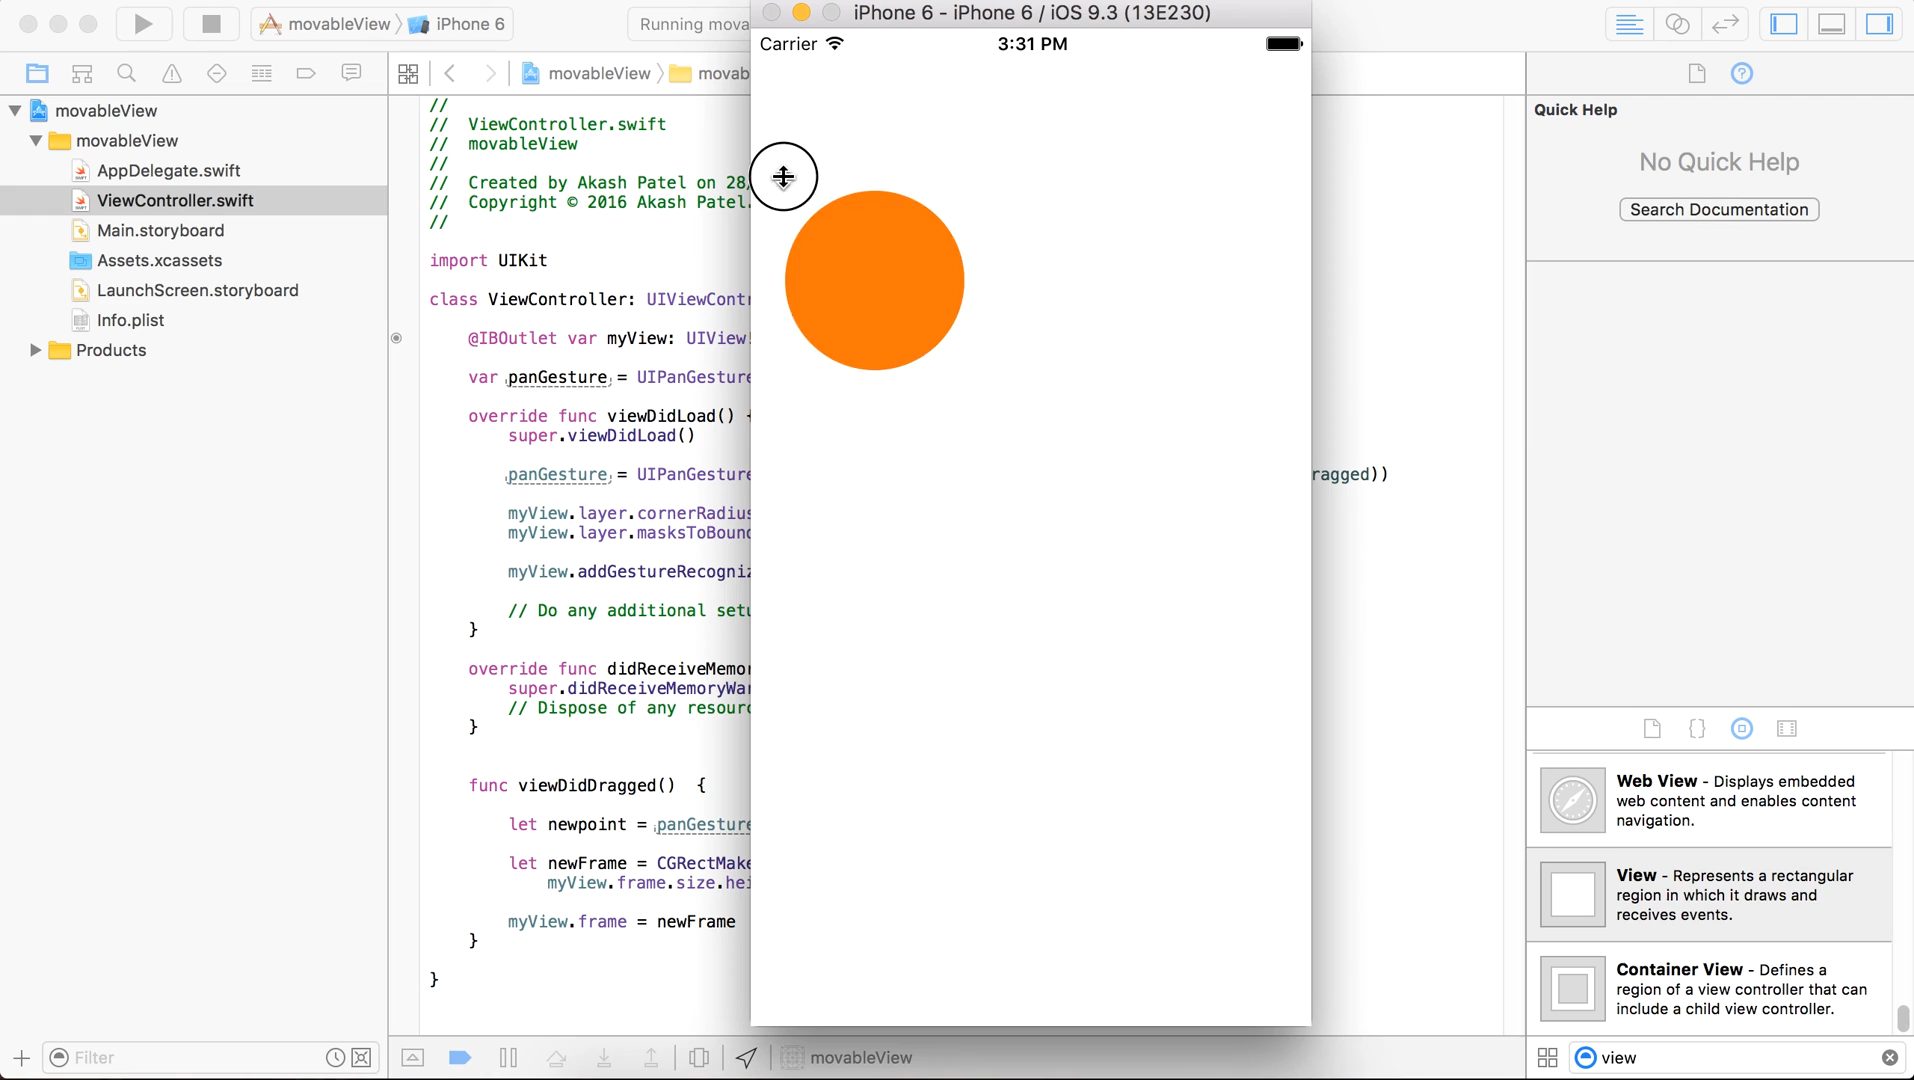 movableView
iPhone 6
Running mova
iPhone 6 - iPhone 6 / iOS 9.3 (13E230)
Carrier
3:31 PM
movableView
mova
movableView
movableView
AppDelegate.swift
ViewController.swift
Main.storyboard
Assets.xcassets
LaunchScreen.storyboard
Info.plist
Products
Filter
//
// ViewController.swift
// movableView
//
// Created by Akash Patel on 28/
// Copyright © 2016 Akash Patel.
//
import UIKit
class ViewController: UIViewContr
@IBOutlet var myView: UIView!
var panGesture = UIPanGesture
override func viewDidLoad() {
super.viewDidLoad()
panGesture = UIPanGesture
ragged))
myView.layer.cornerRadius
myView.layer.masksToBound
myView.addGestureRecogniz
// Do any additional setu
}
override func didReceiveMemor
super.didReceiveMemoryWar
// Dispose of any resourc
}
func viewDidDragged() {
let newpoint = panGesture
let newFrame = CGRectMake
myView.frame.size.hei
myView.frame = newFrame
}
}
movableView
Quick Help
No Quick Help
Search Documentation
Web View - Displays embedded
web content and enables content
navigation.
View - Represents a rectangular
region in which it draws and
receives events.
Container View - Defines a
region of a view controller that can
include a child view controller.
view